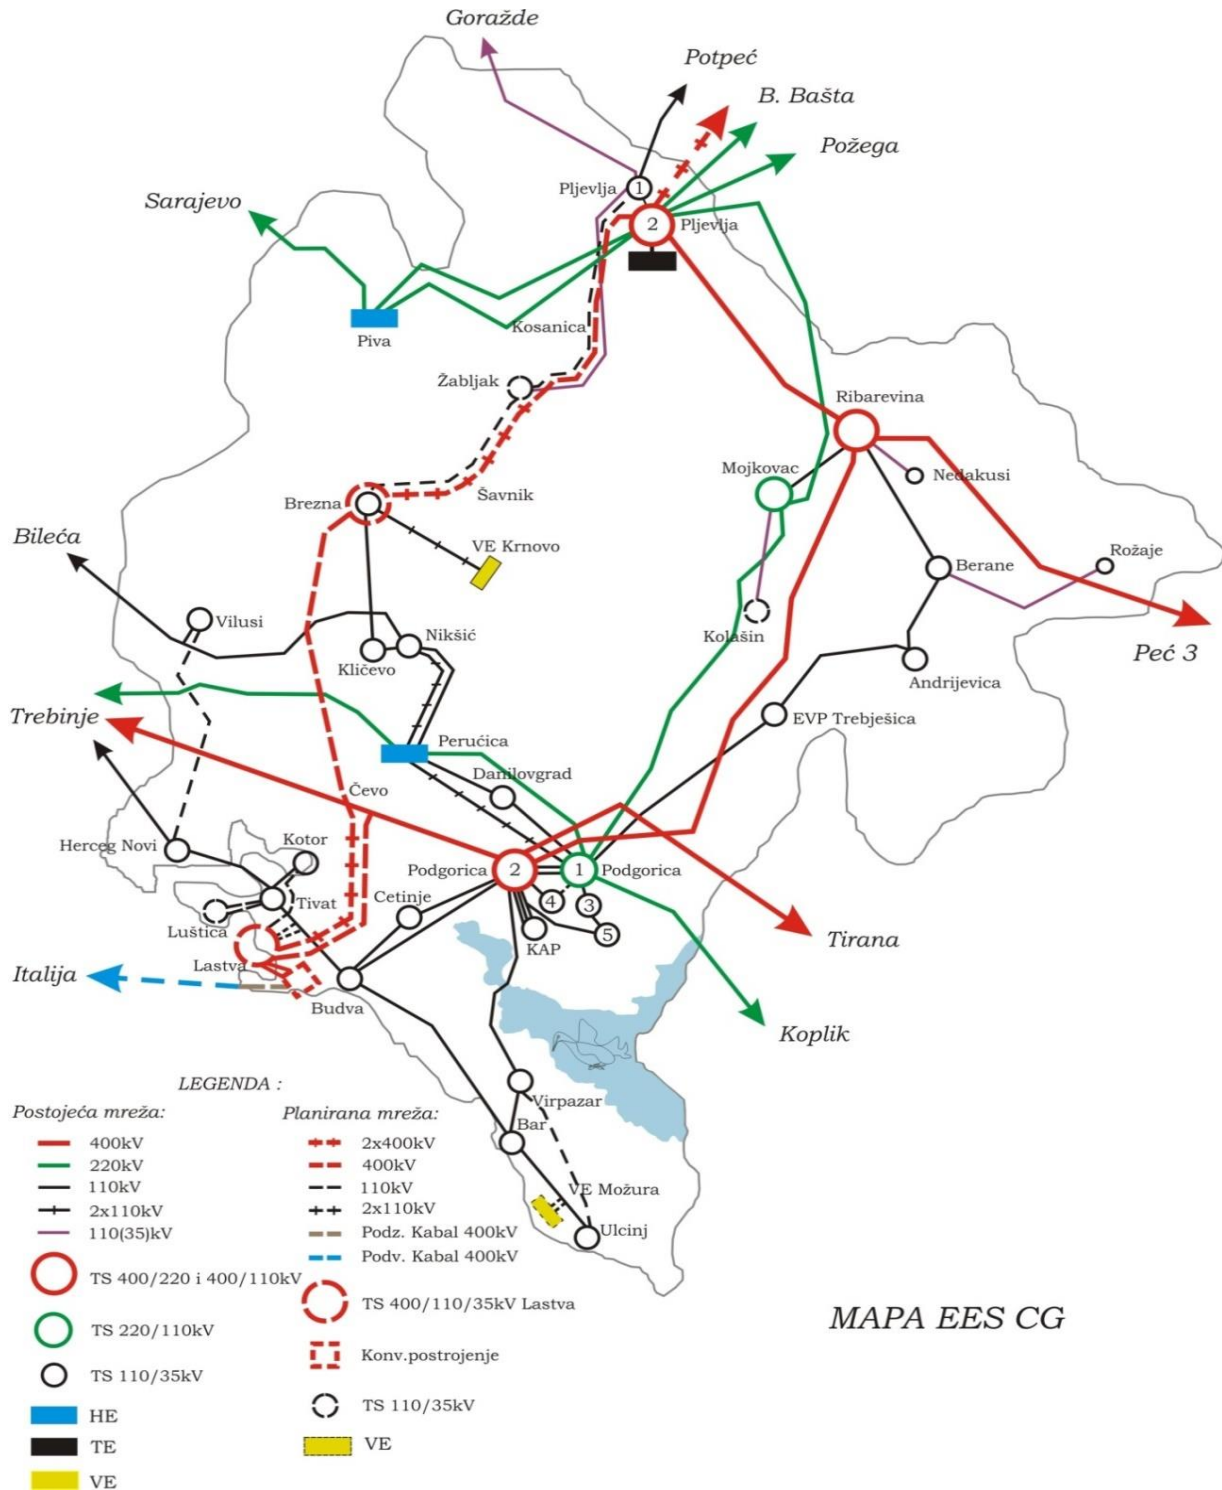 Goražde
Potpeć
B. Bašta
Požega
Pljevlja
1
Sarajevo
2
Pljevlja
Kosanica
Piva
Žabljak
Ribarevina
Mojkovac
Nedakusi
Šavnik
Brezna
Bileća
VE Krnovo
Rožaje
Berane
Vilusi
Kolašin
Nikšić
Peć 3
Kličevo
Andrijevica
Trebinje
EVP Trebješica
Perućica
Danilovgrad
Čevo
Kotor
Herceg Novi
Podgorica
2
1
Podgorica
Cetinje
Tivat
4
3
Luštica
5
Tirana
KAP
Lastva
Italija
Budva
Koplik
Virpazar
Bar
VE Možura
Ulcinj
LEGENDA :
Postojeća mreža:
400kV
220kV
110kV
2x110kV
110(35)kV
TS 400/220 i 400/110kV
TS 220/110kV
TS 110/35kV
HE
TE
VE
Planirana mreža:
2x400kV
400kV
110kV
2x110kV
Podz. Kabal 400kV
Podv. Kabal 400kV
TS 400/110/35kV Lastva
Konv.postrojenje
TS 110/35kV
VE
MAPA EES CG